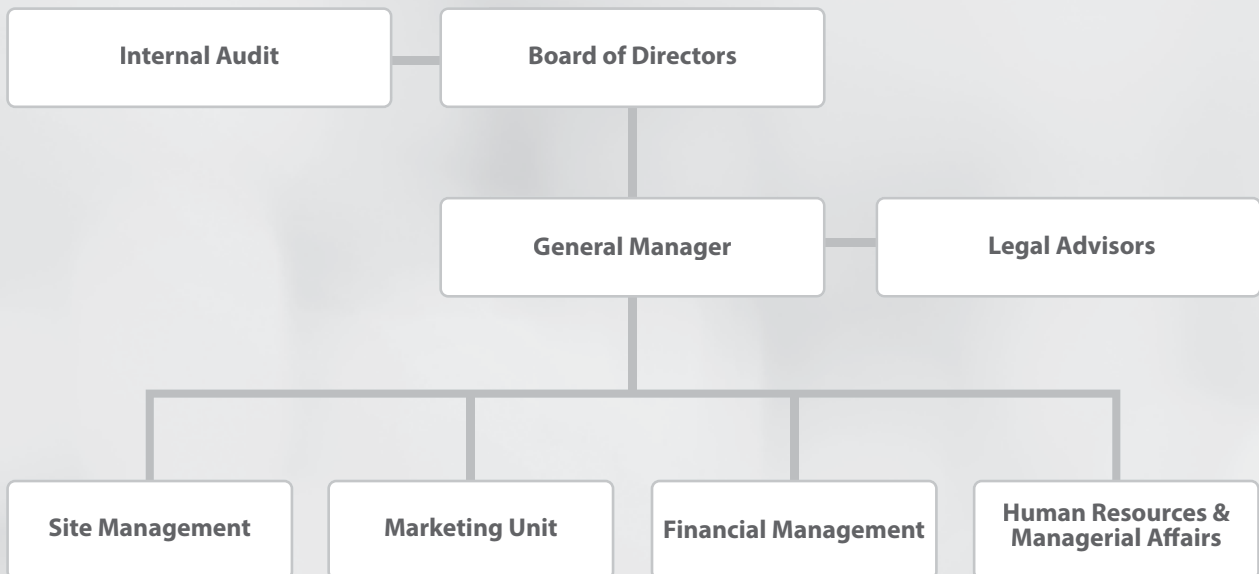 Internal Audit
Board of Directors
General Manager
Legal Advisors
Site Management
Marketing Unit
Financial Management
Human Resources &
Managerial Affairs